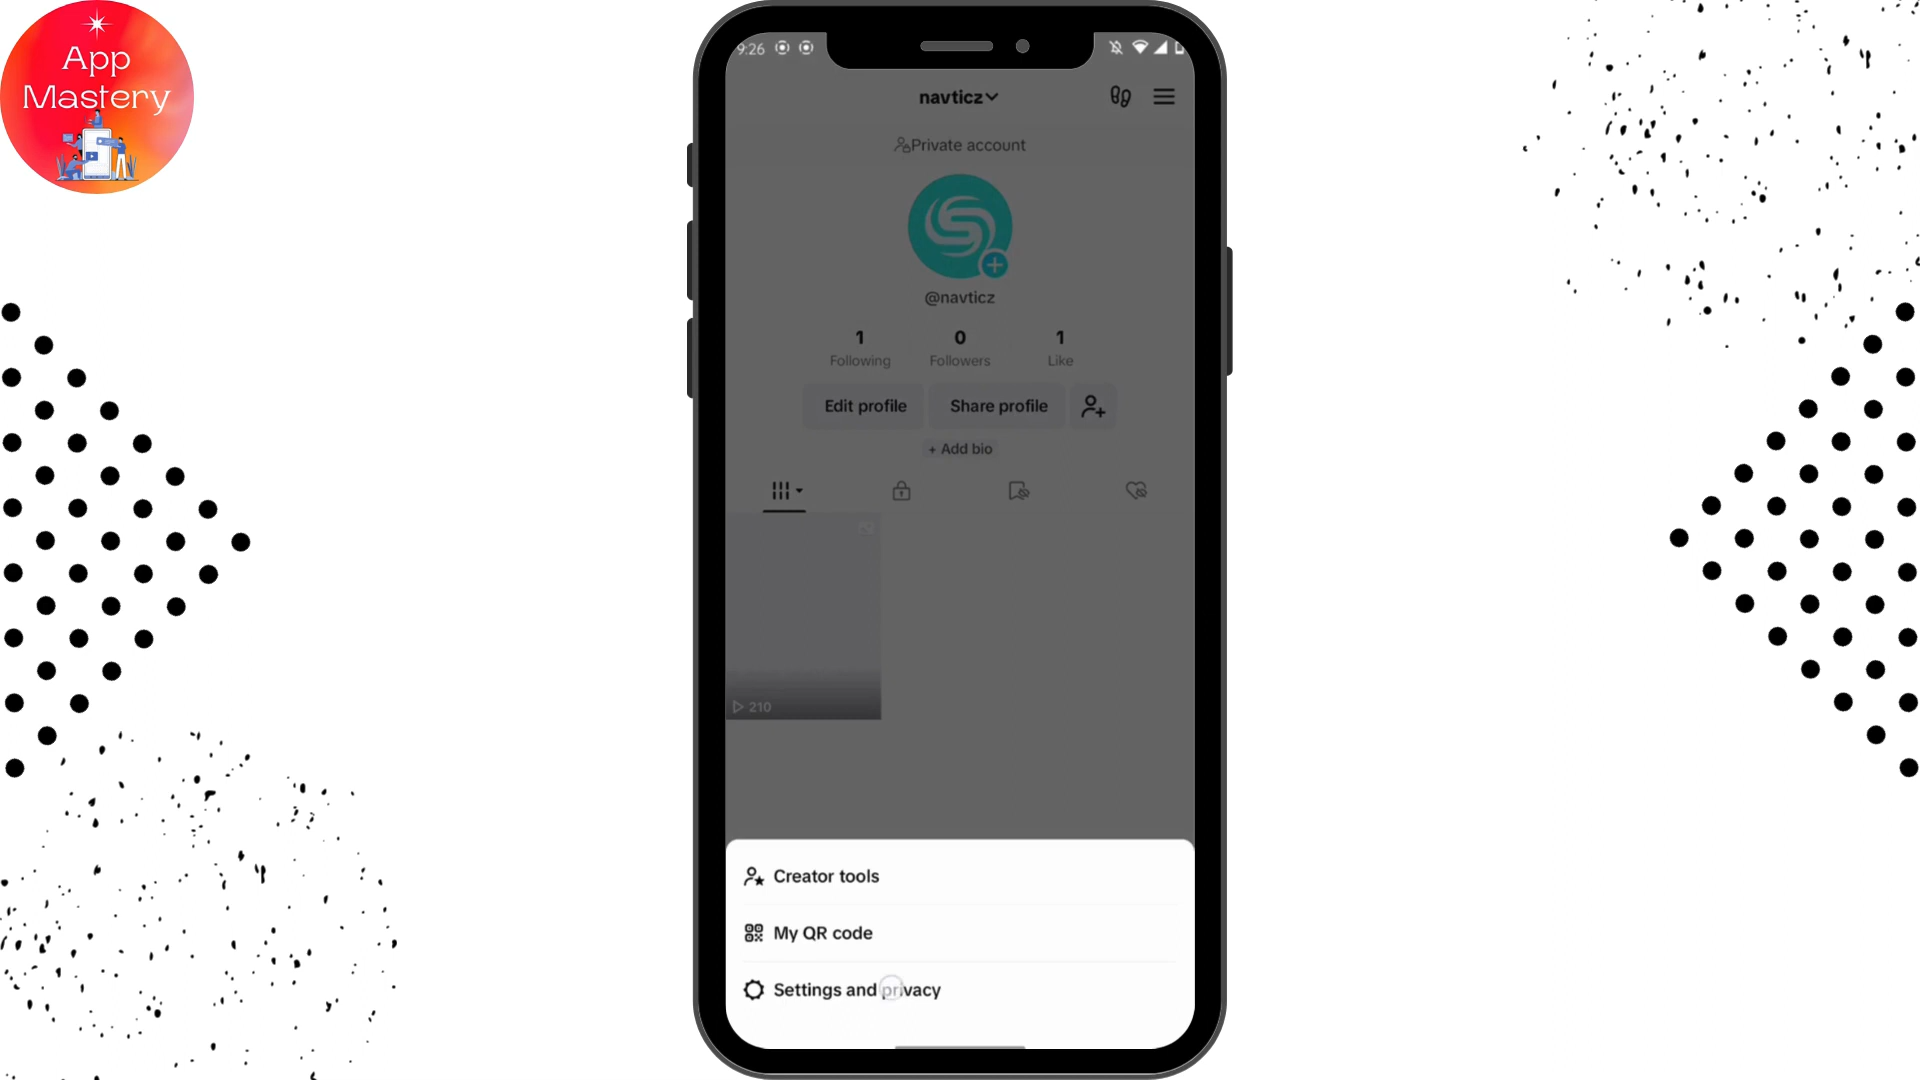 App
Mastery
9:26
navticz
Private account
@navticz
1 0 1
Following Followers Like
Edit profile Share profile
+ Add bio
210
Creator tools
My QR code
Settings and privacy